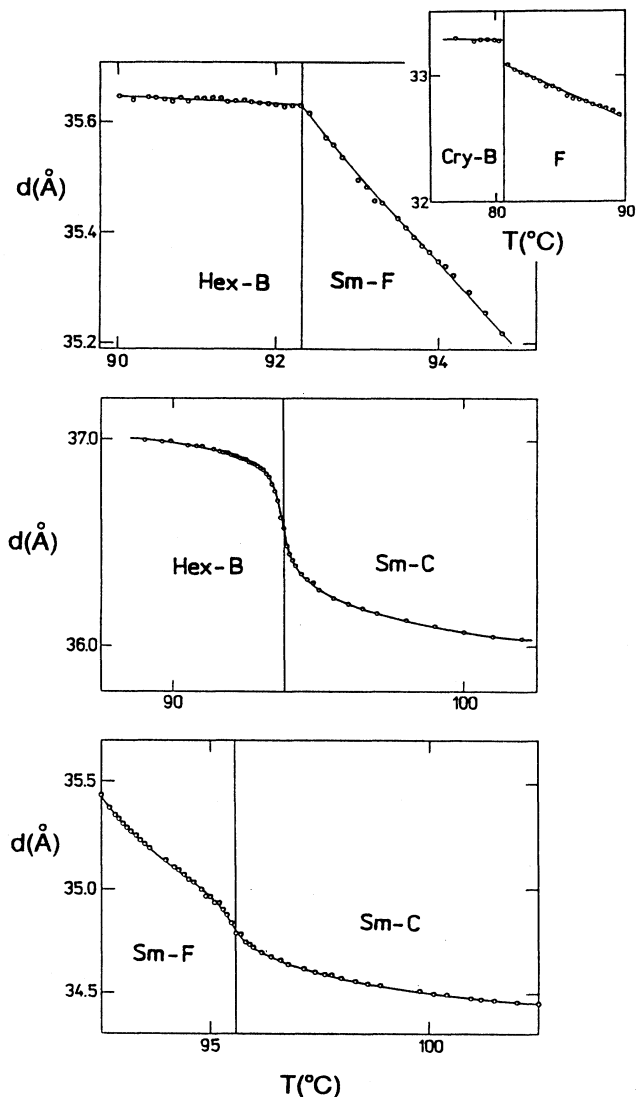 33
32
Cry-B
F
80
90
T(°C)
d(Å)
35.6
35.4
35.2
Hex-B
Sm-F
90
92
94
d(Å)
37.0
36.0
Hex-B
Sm-C
90
100
d(Å)
35.5
35.0
34.5
Sm-F
Sm-C
95
100
T(°C)